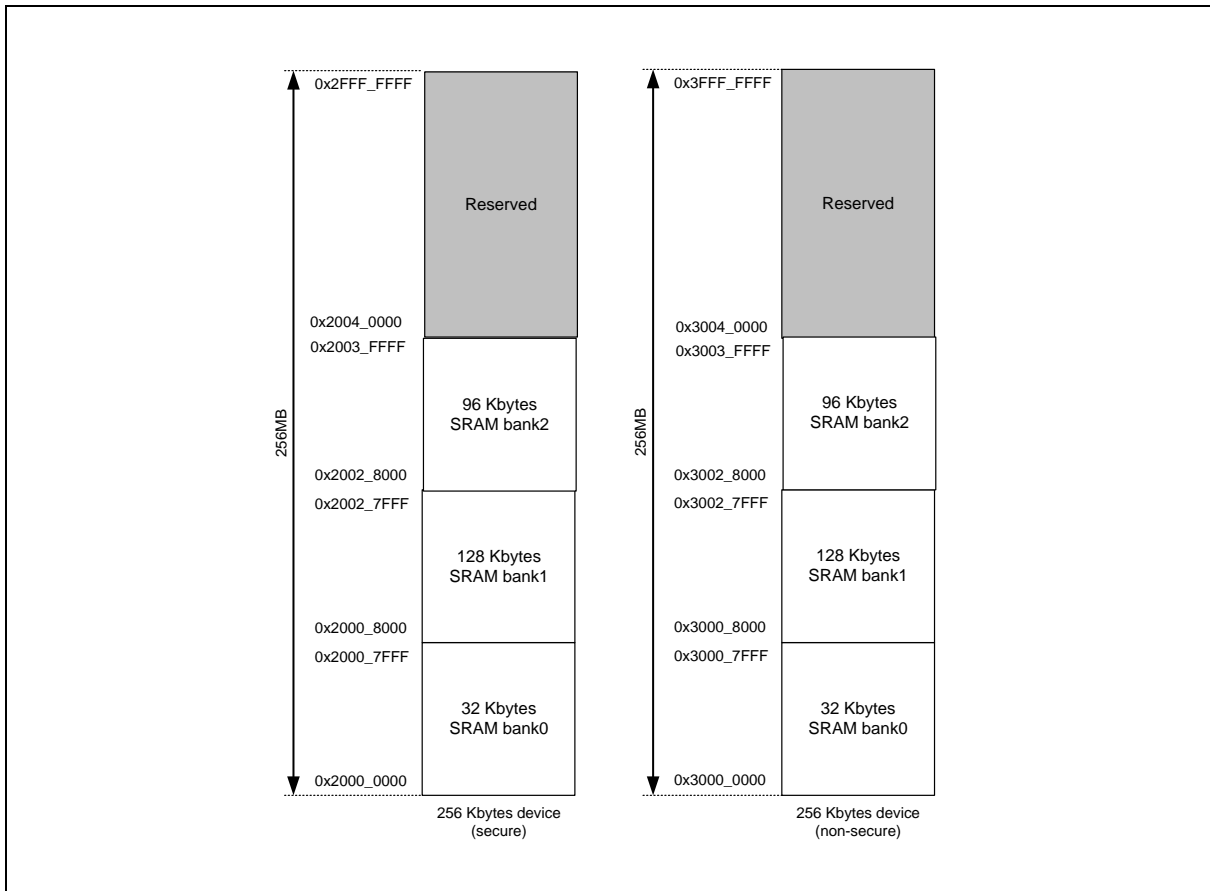 0x2FFF_FFFF
Reserved
0x2004_0000
0x2003_FFFF
96 Kbytes
SRAM bank2
256MB
0x2002_8000
0x2002_7FFF
128 Kbytes
SRAM bank1
0x2000_8000
0x2000_7FFF
32 Kbytes
SRAM bank0
0x2000_0000
256 Kbytes device
(secure)
0x3FFF_FFFF
Reserved
0x3004_0000
0x3003_FFFF
96 Kbytes
SRAM bank2
256MB
0x3002_8000
0x3002_7FFF
128 Kbytes
SRAM bank1
0x3000_8000
0x3000_7FFF
32 Kbytes
SRAM bank0
0x3000_0000
256 Kbytes device
(non-secure)